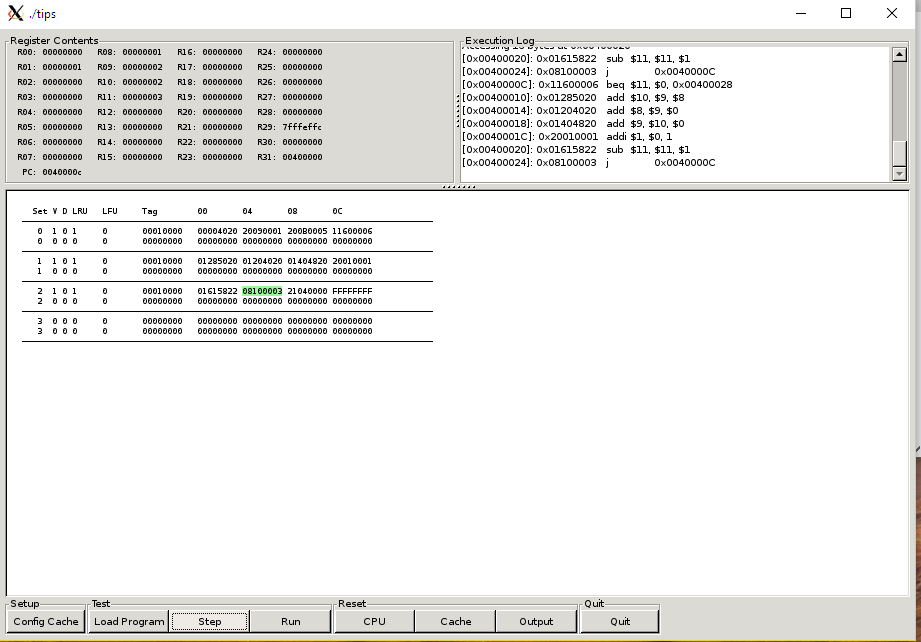 ./tips
Register Contents
R00: 00000000 R08: 00000001 R16: 00000000 R24: 00000000
R01: 00000001 R09: 00000002 R17: 00000000 R25: 00000000
R02: 00000000 R10: 00000002 R18: 00000000 R26: 00000000
R03: 00000000 R11: 00000003 R19: 00000000 R27: 00000000
R04: 00000000 R12: 00000000 R20: 00000000 R28: 00000000
R05: 00000000 R13: 00000000 R21: 00000000 R29: 7fffeffc
R06: 00000000 R14: 00000000 R22: 00000000 R30: 00000000
R07: 00000000 R15: 00000000 R23: 00000000 R31: 00400000
PC: 0040000c
Execution Log
Accessing 16 bytes at 0x00400020
[0x00400020]: 0x01615822 sub $11, $11, $1
[0x00400024]: 0x08100003 j 0x0040000C
[0x0040000C]: 0x11600006 beq $11, $0, 0x00400028
[0x00400010]: 0x01285020 add $10, $9, $8
[0x00400014]: 0x01204020 add $8, $9, $0
[0x00400018]: 0x01404820 add $9, $10, $0
[0x0040001C]: 0x20010001 addi $1, $0, 1
[0x00400020]: 0x01615822 sub $11, $11, $1
[0x00400024]: 0x08100003 j 0x0040000C
Set V D LRU LFU Tag 00 04 08 0C
0 1 0 1 0 00010000 00004020 20090001 200B0005 11600006
0 0 0 0 0 00000000 00000000 00000000 00000000 00000000
1 1 0 1 0 00010000 01285020 01204020 01404820 20010001
1 0 0 0 0 00000000 00000000 00000000 00000000 00000000
2 1 0 1 0 00010000 01615822 08100003 21040000 FFFFFFFF
2 0 0 0 0 00000000 00000000 00000000 00000000 00000000
3 0 0 0 0 00000000 00000000 00000000 00000000 00000000
3 0 0 0 0 00000000 00000000 00000000 00000000 00000000
Setup Test Reset Quit
Config Cache Load Program Step Run CPU Cache Output Quit